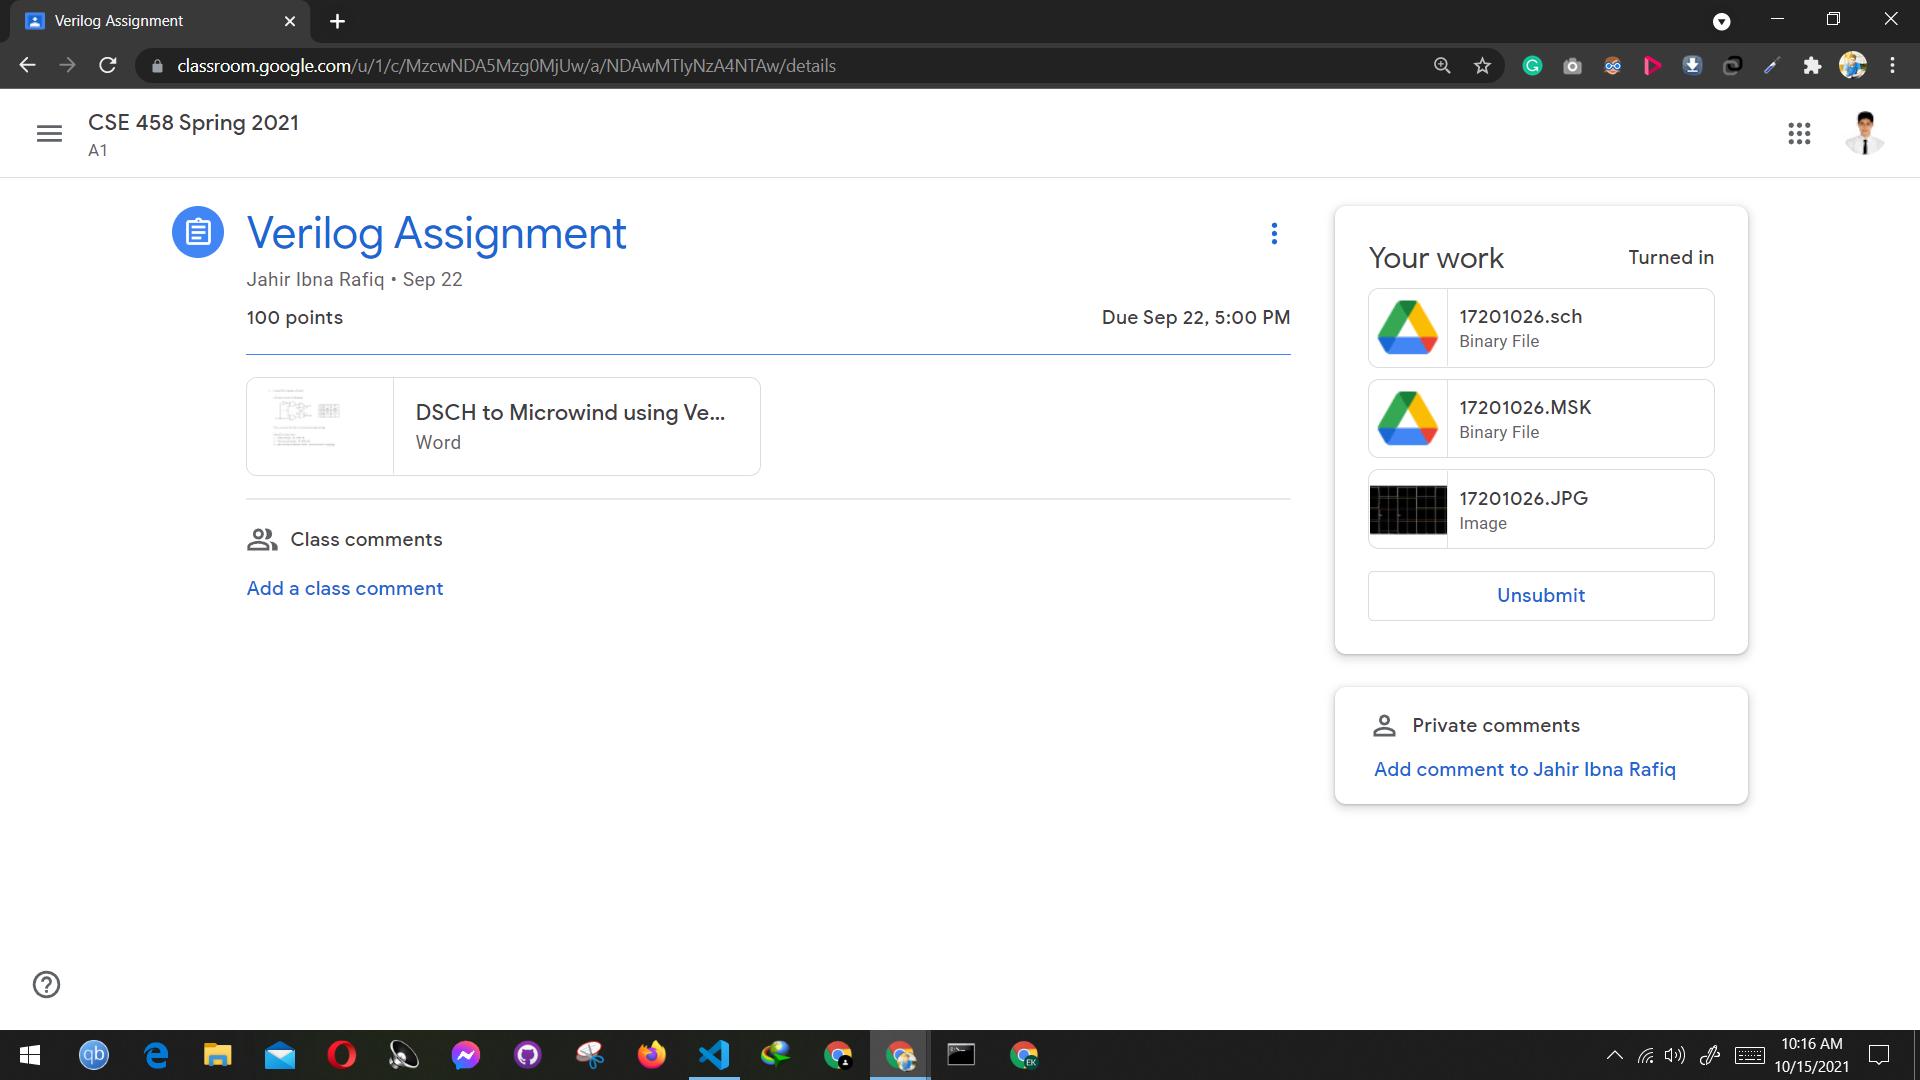 Verilog Assignment
classroom.google.com/u/1/c/MzcwNDA5Mzg0MjUw/a/NDAwMTIyNzA4NTAw/details
CSE 458 Spring 2021
A1
Verilog Assignment
Jahir Ibna Rafiq • Sep 22
100 points
Due Sep 22, 5:00 PM
DSCH to Microwind using Ve...
Word
Class comments
Add a class comment
Your work
Turned in
17201026.sch
Binary File
17201026.MSK
Binary File
17201026.JPG
Image
Unsubmit
Private comments
Add comment to Jahir Ibna Rafiq
qb
EK
10:16 AM
10/15/2021